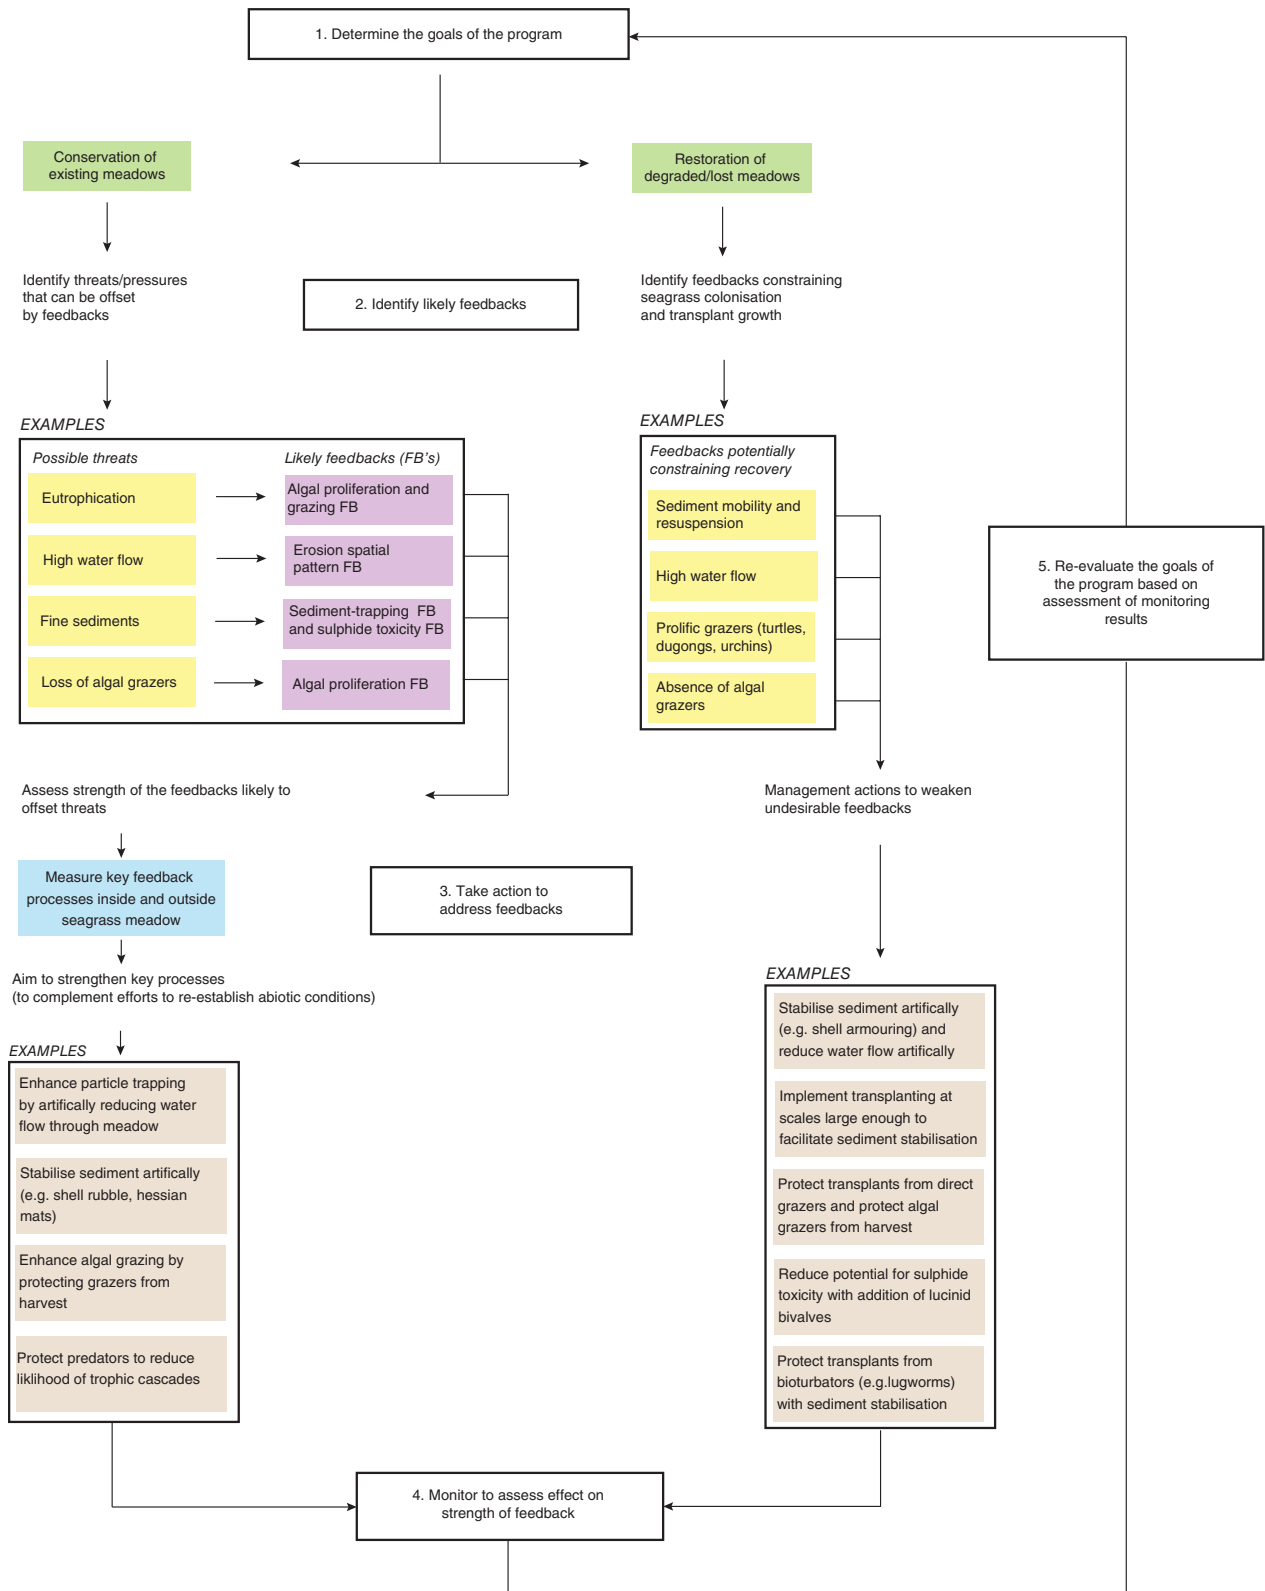 1. Determine the goals of the program
Conservation of
existing meadows
Restoration of
degraded/lost meadows
Identify threats/pressures
that can be offset
by feedbacks
2. Identify likely feedbacks
Identify feedbacks constraining
seagrass colonisation
and transplant growth
EXAMPLES
Possible threats
Likely feedbacks (FB's)
Eutrophication
Algal proliferation and
grazing FB
High water flow
Erosion spatial
pattern FB
Fine sediments
Sediment-trapping FB
and sulphide toxicity FB
Loss of algal grazers
Algal proliferation FB
EXAMPLES
Feedbacks potentially
constraining recovery
Sediment mobility and
resuspension
High water flow
Prolific grazers (turtles,
dugongs, urchins)
Absence of algal
grazers
5. Re-evaluate the goals of
the program based on
assessment of monitoring
results
Assess strength of the feedbacks likely to
offset threats
Management actions to weaken
undesirable feedbacks
Measure key feedback
processes inside and outside
seagrass meadow
3. Take action to
address feedbacks
Aim to strengthen key processes
(to complement efforts to re-establish abiotic conditions)
EXAMPLES
Enhance particle trapping
by artificially reducing water
flow through meadow
Stabilise sediment artifically
(e.g. shell rubble, hessian
mats)
Enhance algal grazing by
protecting grazers from
harvest
Protect predators to reduce
liklihood of trophic cascades
EXAMPLES
Stabilise sediment artifically
(e.g. shell armouring) and
reduce water flow artifically
Implement transplanting at
scales large enough to
facilitate sediment stabilisation
Protect transplants from direct
grazers and protect algal
grazers from harvest
Reduce potential for sulphide
toxicity with addition of lucinid
bivalves
Protect transplants from
bioturbators (e.g.lugworms)
with sediment stabilisation
4. Monitor to assess effect on
strength of feedback